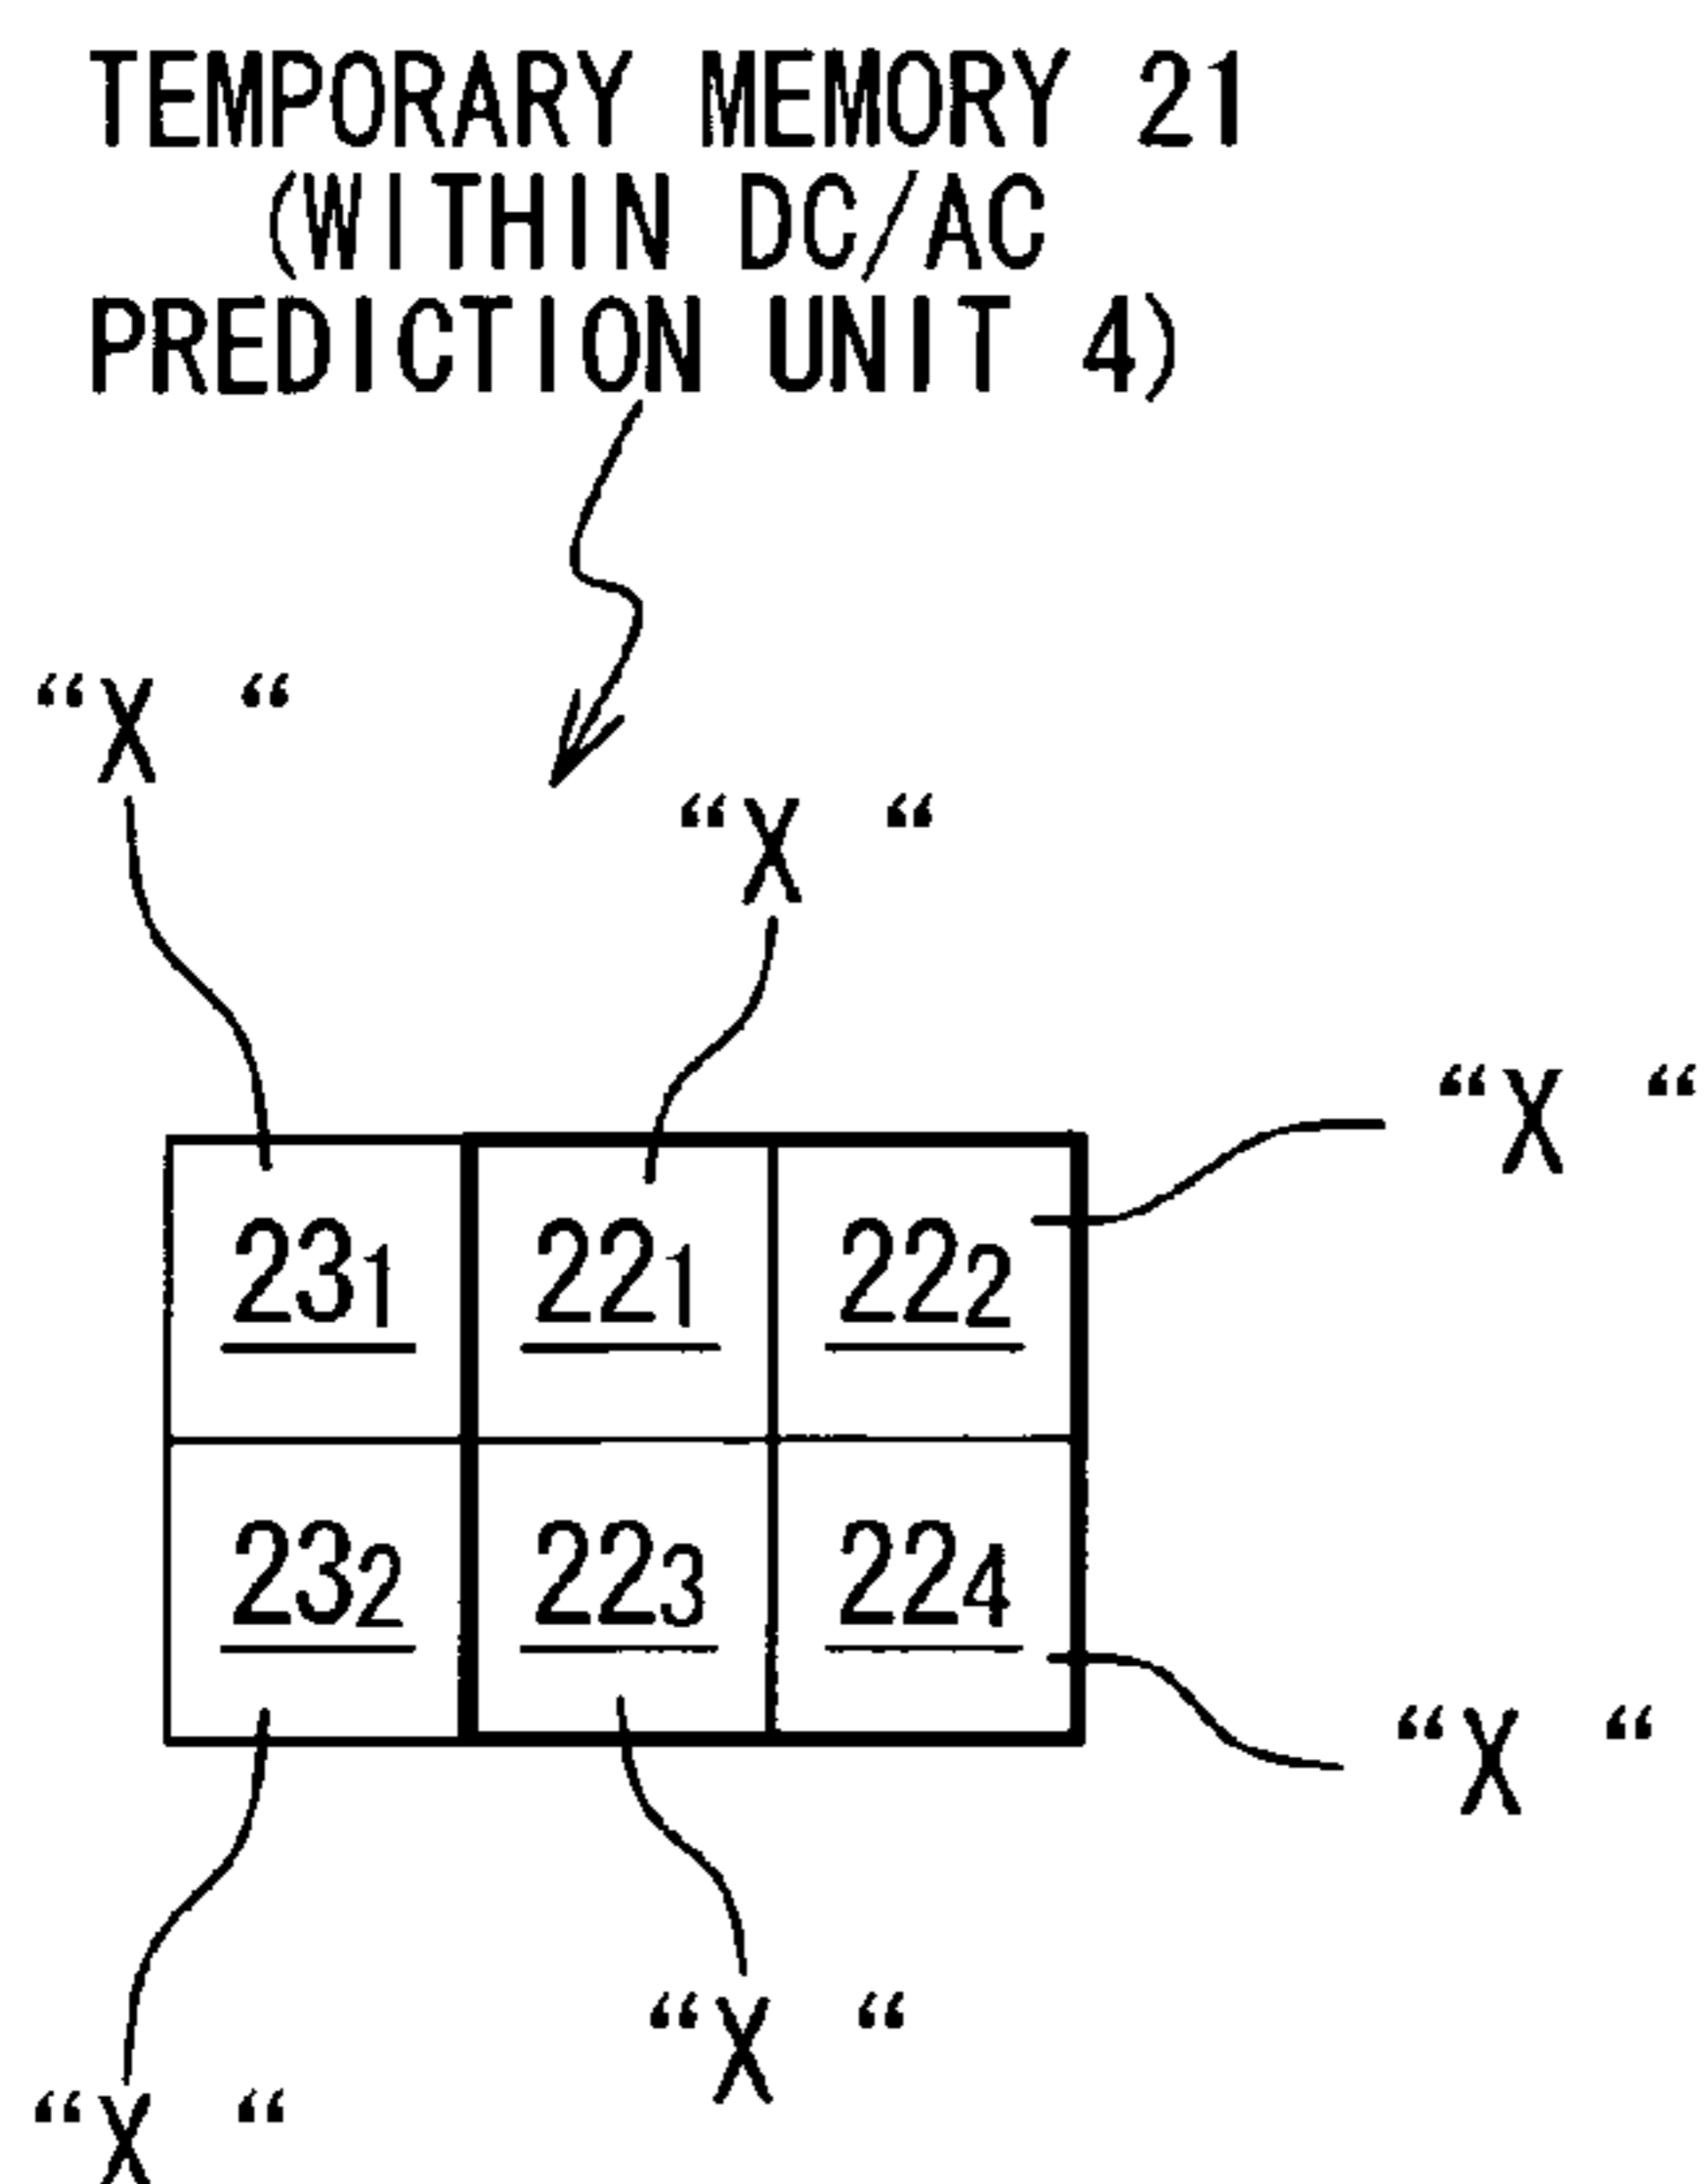 TEMPORARY MEMORY 21
(WITHIN DC/AC
PREDICTION UNIT 4)
“X “
“X “
“X “
23₁ 22₁ 22₂
23₂ 22₃ 22₄
“X “
“X “
“X “